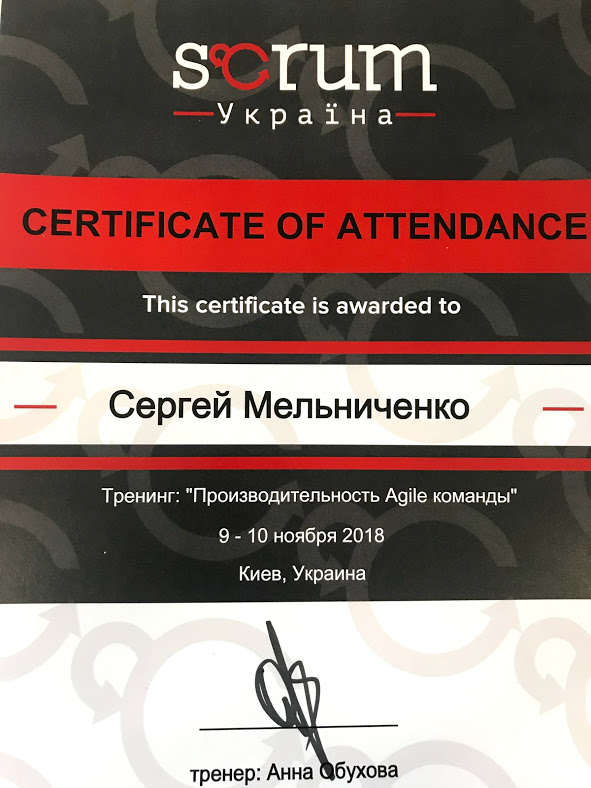 scrum
Україна
CERTIFICATE OF ATTENDANCE
This certificate is awarded to
Сергей Мельниченко
Тренинг: "Производительность Agile команды"
9 - 10 ноября 2018
Киев, Украина
тренер: Анна Обухова